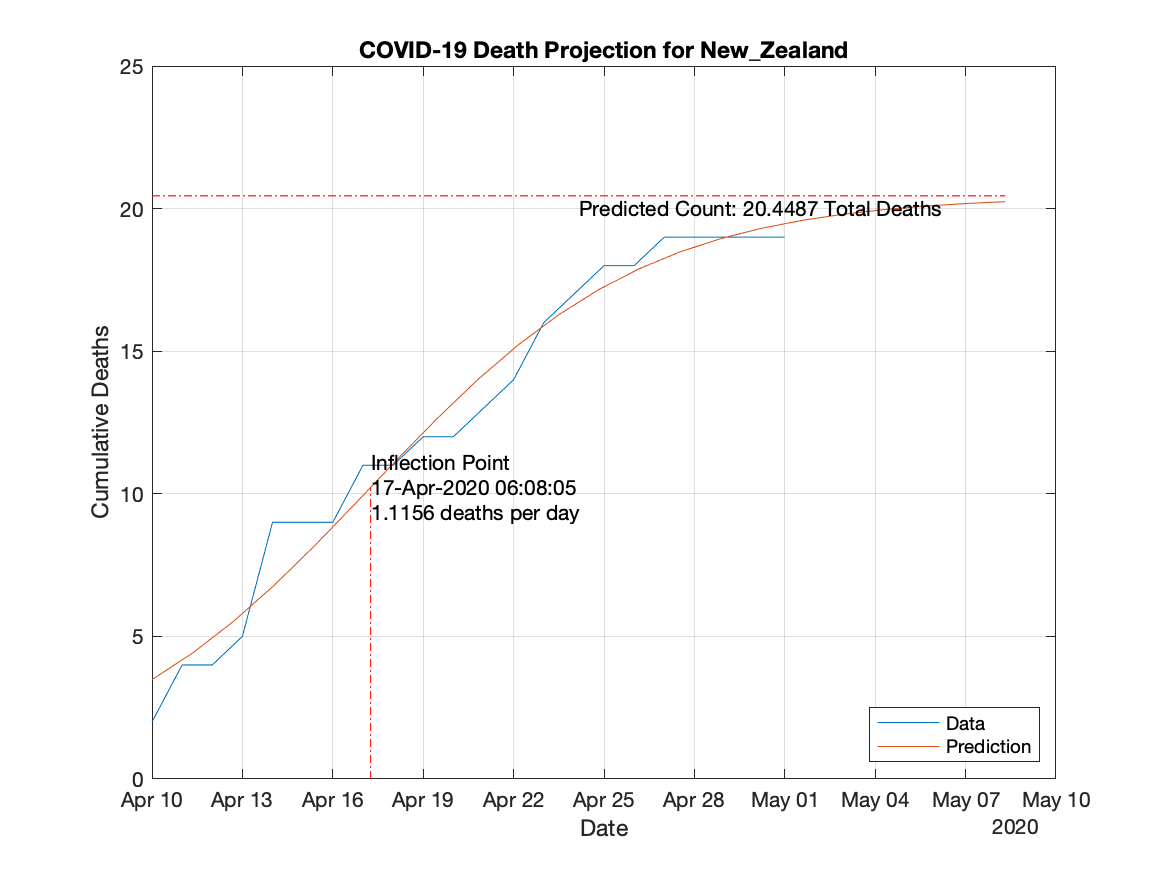 COVID-19 Death Projection for New_Zealand
25
20
15
10
5
0
Cumulative Deaths
Predicted Count: 20.4487 Total Deaths
Inflection Point
17-Apr-2020 06:08:05
1.1156 deaths per day
Data
Prediction
Apr 10 Apr 13 Apr 16 Apr 19 Apr 22 Apr 25 Apr 28 May 01 May 04 May 07 May 10
Date
2020